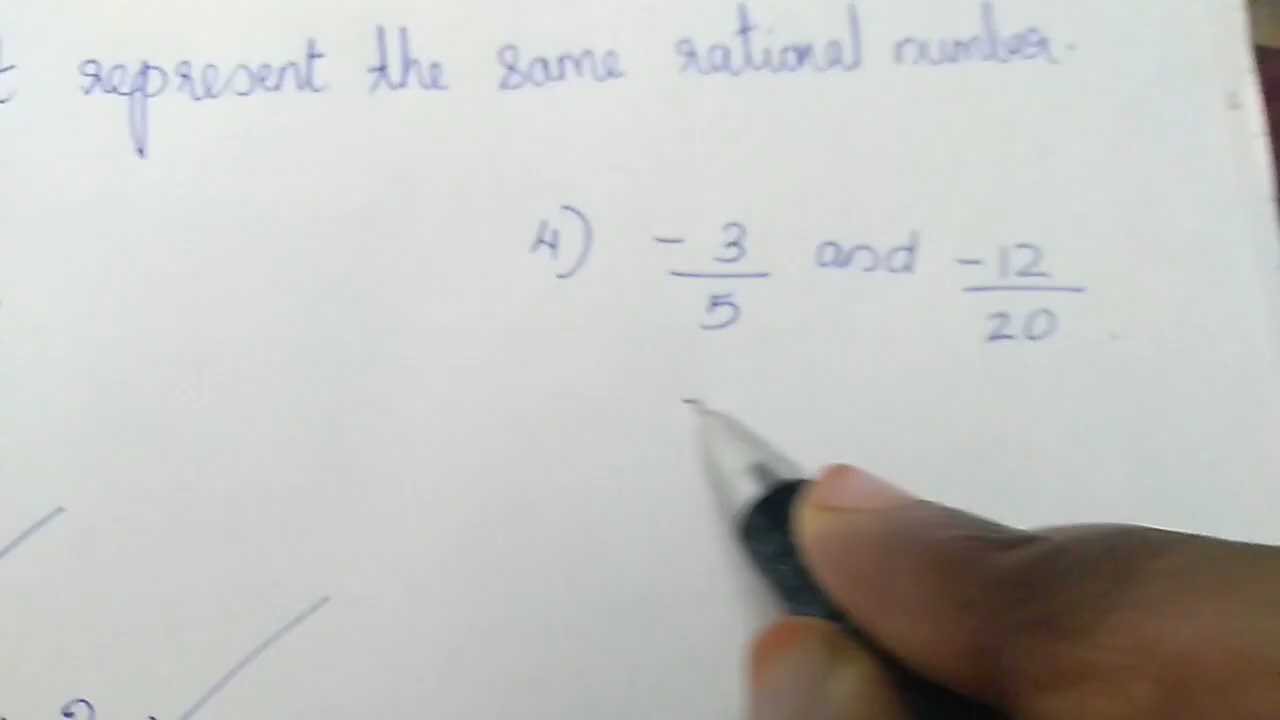 represent the same rational number.
4) -3/5 and -12/20